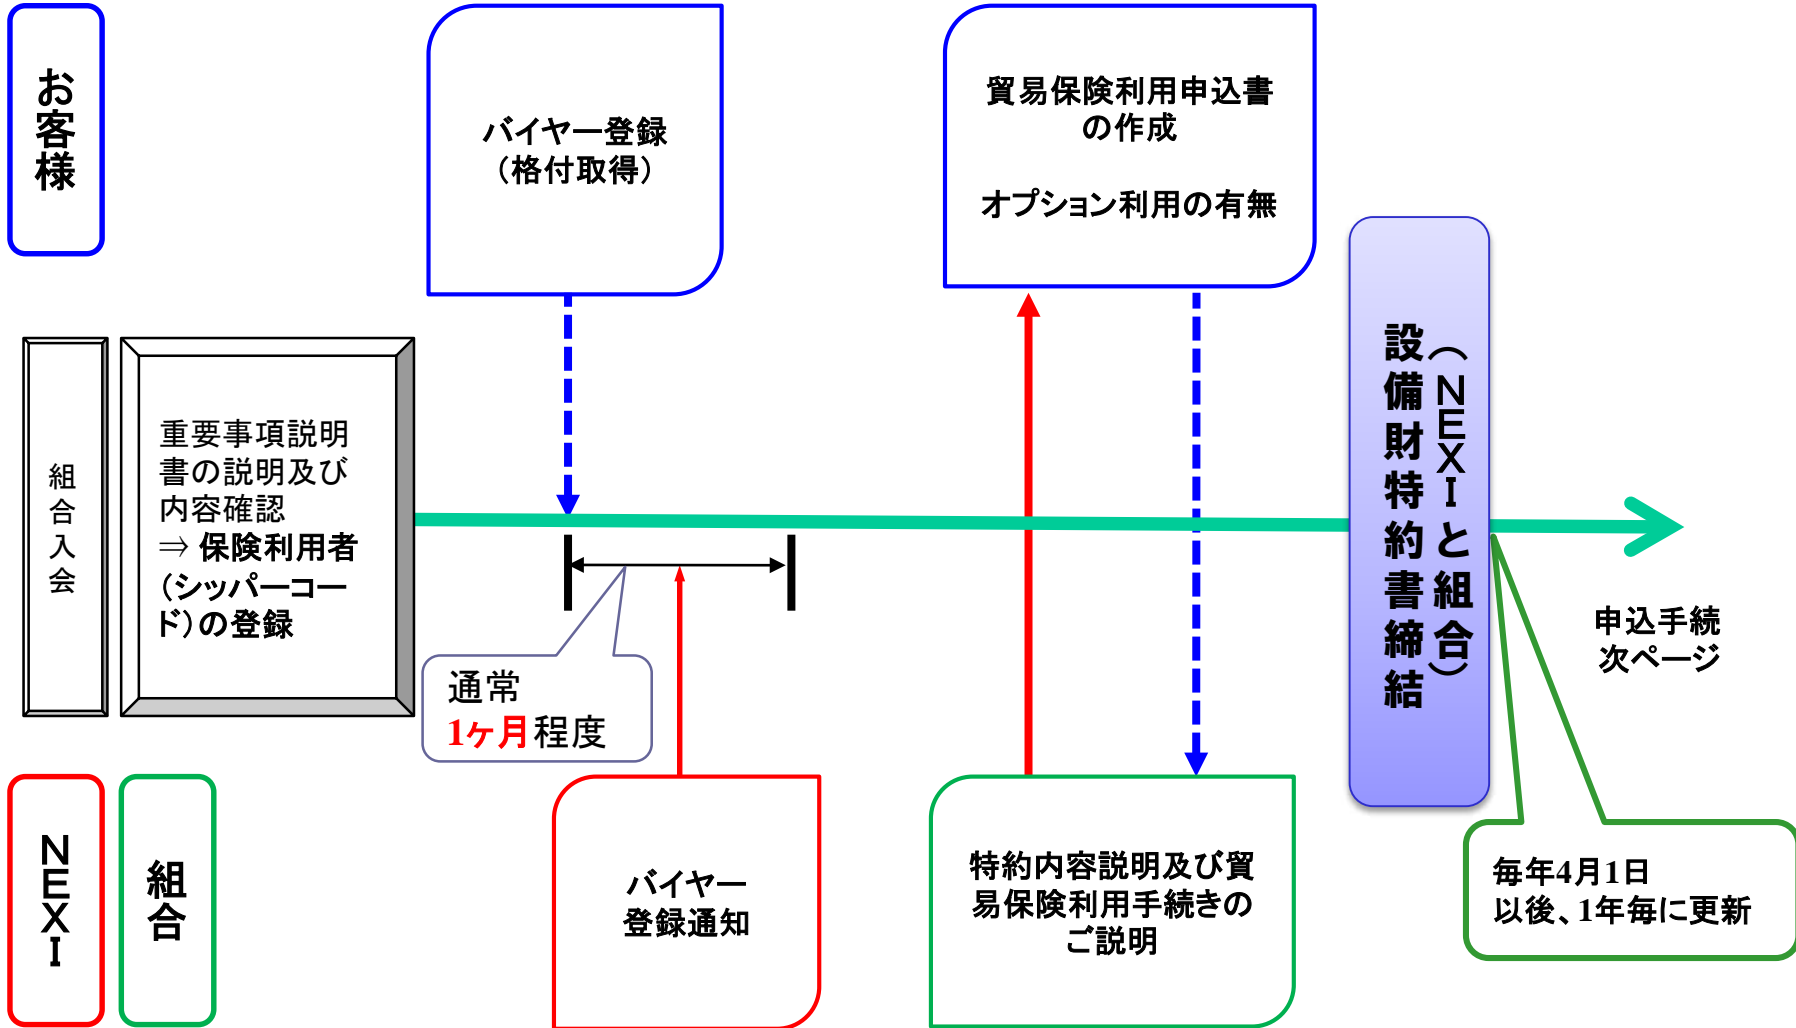 お客様
バイヤー登録
（格付取得）
貿易保険利用申込書
の作成
オプション利用の有無
組合入会
重要事項説明
書の説明及び
内容確認
⇒ 保険利用者
（シッパーコー
ド）の登録
通常
1ヶ月程度
設備財特約書締結
（ＮＥＸＩと組合）
申込手続
次ページ
ＮＥＸＩ
組合
バイヤー
登録通知
特約内容説明及び貿
易保険利用手続きの
ご説明
毎年4月1日
以後、1年毎に更新